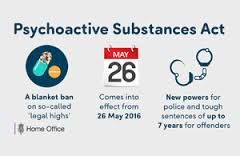 Psychoactive Substances Act
A blanket ban
on so-called
'legal highs'
MAY
26
Comes into
effect from
26 May 2016
New powers for
police and tough
sentences of up to
7 years for offenders
Home Office